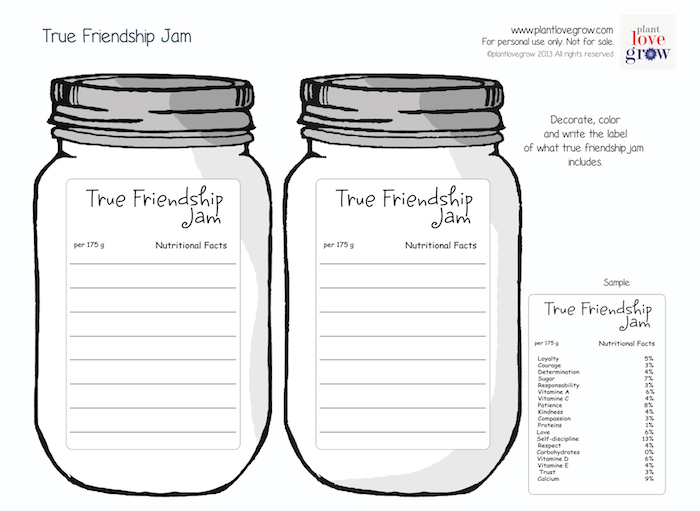 True Friendship Jam
www.plantlovegrow.com
For personal use only. Not for sale.
©plantlovegrow 2013 All rights reserved
plant
love
grow
Decorate, color
and write the label
of what true friendship jam
includes.
True Friendship
Jam
per 175 g Nutritional Facts
True Friendship
Jam
per 175 g Nutritional Facts
Sample:
True Friendship
Jam
per 175 g Nutritional Facts
Loyalty 5%
Courage 3%
Determination 4%
Sugar 7%
Responsability 3%
Vitamine A 6%
Vitamine C 4%
Patience 8%
Kindness 4%
Compassion 3%
Proteins 1%
Love 6%
Self-discipline 13%
Respect 4%
Carbohydrates 0%
Vitamine D 6%
Vitamine E 4%
Trust 3%
Calcium 9%